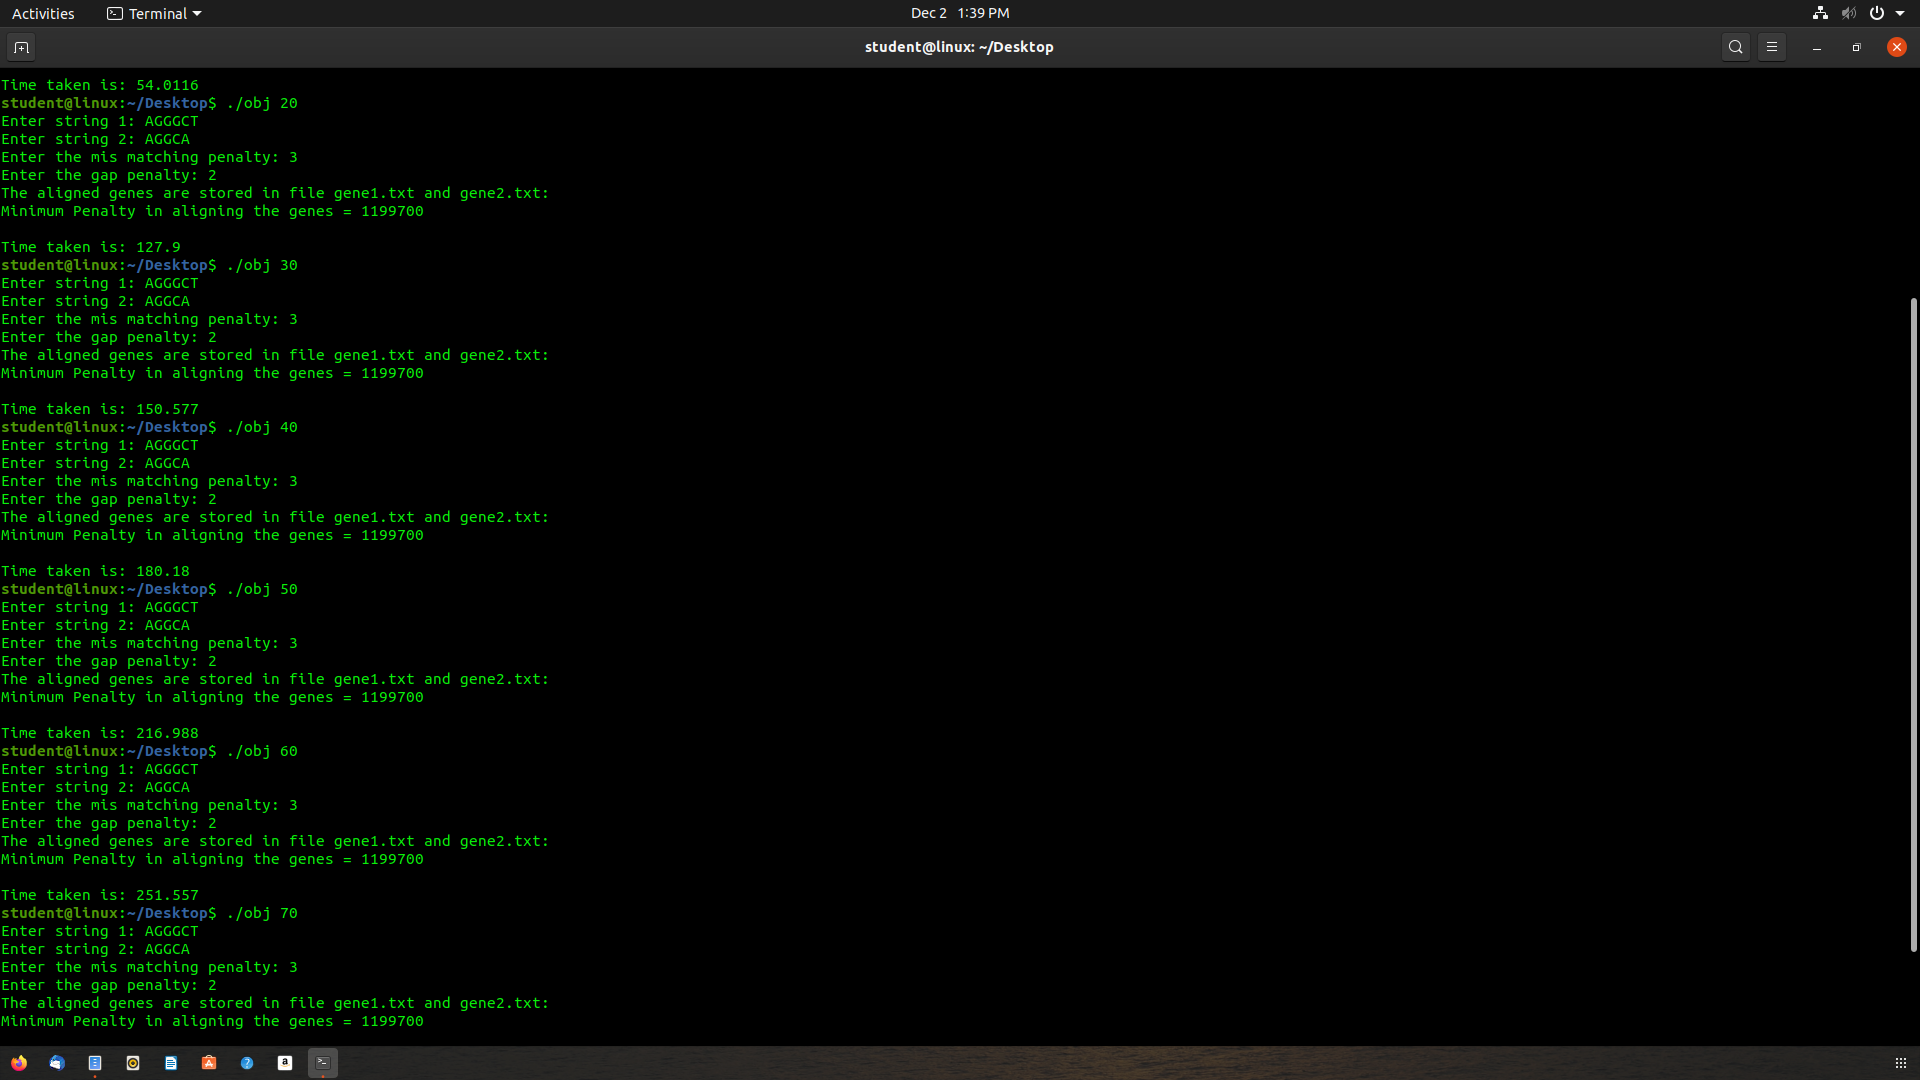 Activities Terminal Dec 2 1:39 PM
student@linux: ~/Desktop
Time taken is: 54.0116
student@linux:~/Desktop$ ./obj 20
Enter string 1: AGGGCT
Enter string 2: AGGCA
Enter the mis matching penalty: 3
Enter the gap penalty: 2
The aligned genes are stored in file gene1.txt and gene2.txt:
Minimum Penalty in aligning the genes = 1199700
Time taken is: 127.9
student@linux:~/Desktop$ ./obj 30
Enter string 1: AGGGCT
Enter string 2: AGGCA
Enter the mis matching penalty: 3
Enter the gap penalty: 2
The aligned genes are stored in file gene1.txt and gene2.txt:
Minimum Penalty in aligning the genes = 1199700
Time taken is: 150.577
student@linux:~/Desktop$ ./obj 40
Enter string 1: AGGGCT
Enter string 2: AGGCA
Enter the mis matching penalty: 3
Enter the gap penalty: 2
The aligned genes are stored in file gene1.txt and gene2.txt:
Minimum Penalty in aligning the genes = 1199700
Time taken is: 180.18
student@linux:~/Desktop$ ./obj 50
Enter string 1: AGGGCT
Enter string 2: AGGCA
Enter the mis matching penalty: 3
Enter the gap penalty: 2
The aligned genes are stored in file gene1.txt and gene2.txt:
Minimum Penalty in aligning the genes = 1199700
Time taken is: 216.988
student@linux:~/Desktop$ ./obj 60
Enter string 1: AGGGCT
Enter string 2: AGGCA
Enter the mis matching penalty: 3
Enter the gap penalty: 2
The aligned genes are stored in file gene1.txt and gene2.txt:
Minimum Penalty in aligning the genes = 1199700
Time taken is: 251.557
student@linux:~/Desktop$ ./obj 70
Enter string 1: AGGGCT
Enter string 2: AGGCA
Enter the mis matching penalty: 3
Enter the gap penalty: 2
The aligned genes are stored in file gene1.txt and gene2.txt:
Minimum Penalty in aligning the genes = 1199700